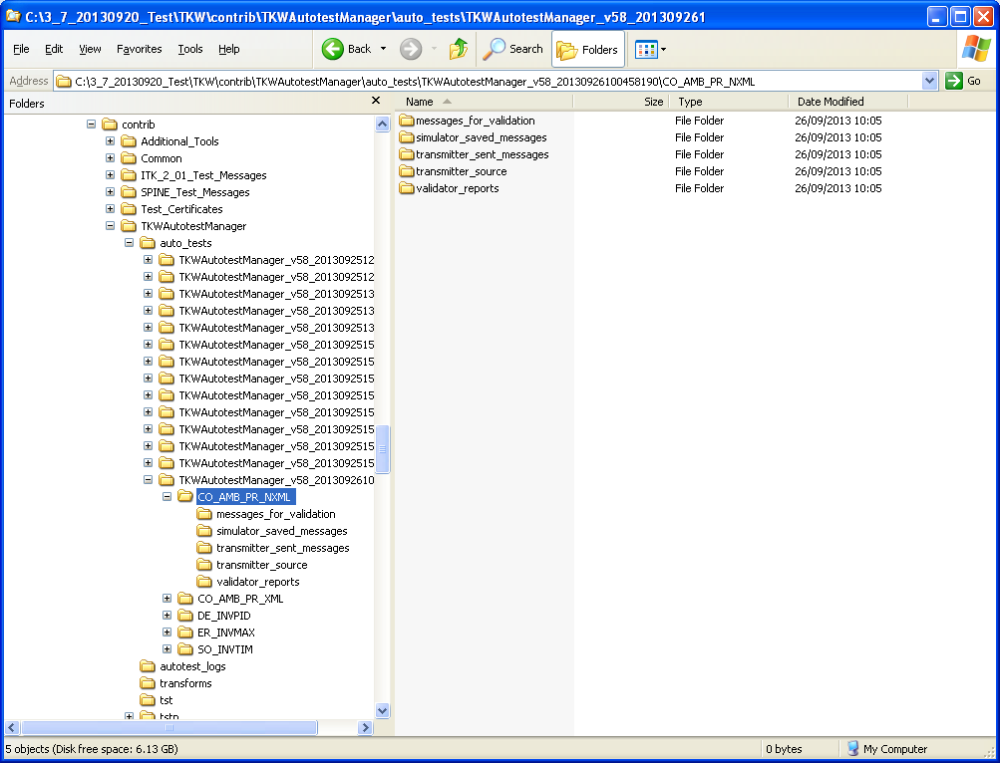 C:\3_7_20130920_Test\TKW\contrib\TKWAutotestManager\auto_tests\TKWAutotestManager_v58_201309261
File Edit View Favorites Tools Help Back Search Folders
Address C:\3_7_20130920_Test\TKW\contrib\TKWAutotestManager\auto_tests\TKWAutotestManager_v58_20130926100458190\CO_AMB_PR_NXML Go
Folders
contrib
Additional_Tools
Common
ITK_2_01_Test_Messages
SPINE_Test_Messages
Test_Certificates
TKWAutotestManager
auto_tests
TKWAutotestManager_v58_2013092512
TKWAutotestManager_v58_2013092512
TKWAutotestManager_v58_2013092513
TKWAutotestManager_v58_2013092513
TKWAutotestManager_v58_2013092513
TKWAutotestManager_v58_2013092515
TKWAutotestManager_v58_2013092515
TKWAutotestManager_v58_2013092515
TKWAutotestManager_v58_2013092515
TKWAutotestManager_v58_2013092515
TKWAutotestManager_v58_2013092515
TKWAutotestManager_v58_2013092515
TKWAutotestManager_v58_2013092515
TKWAutotestManager_v58_2013092610
CO_AMB_PR_NXML
messages_for_validation
simulator_saved_messages
transmitter_sent_messages
transmitter_source
validator_reports
CO_AMB_PR_XML
DE_INVPID
ER_INVMAX
SO_INVTIM
autotest_logs
transforms
tst
tstp
Name Size Type Date Modified
messages_for_validation File Folder 26/09/2013 10:05
simulator_saved_messages File Folder 26/09/2013 10:05
transmitter_sent_messages File Folder 26/09/2013 10:05
transmitter_source File Folder 26/09/2013 10:05
validator_reports File Folder 26/09/2013 10:05
5 objects (Disk free space: 6.13 GB) 0 bytes My Computer